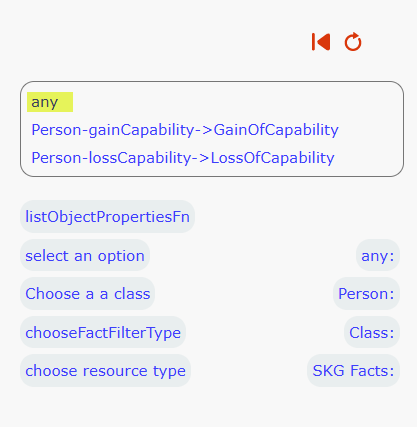 any
Person-gainCapability->GainOfCapability
Person-lossCapability->LossOfCapability
listObjectPropertiesFn
select an option any:
Choose a a class Person:
chooseFactFilterType Class:
choose resource type SKG Facts: